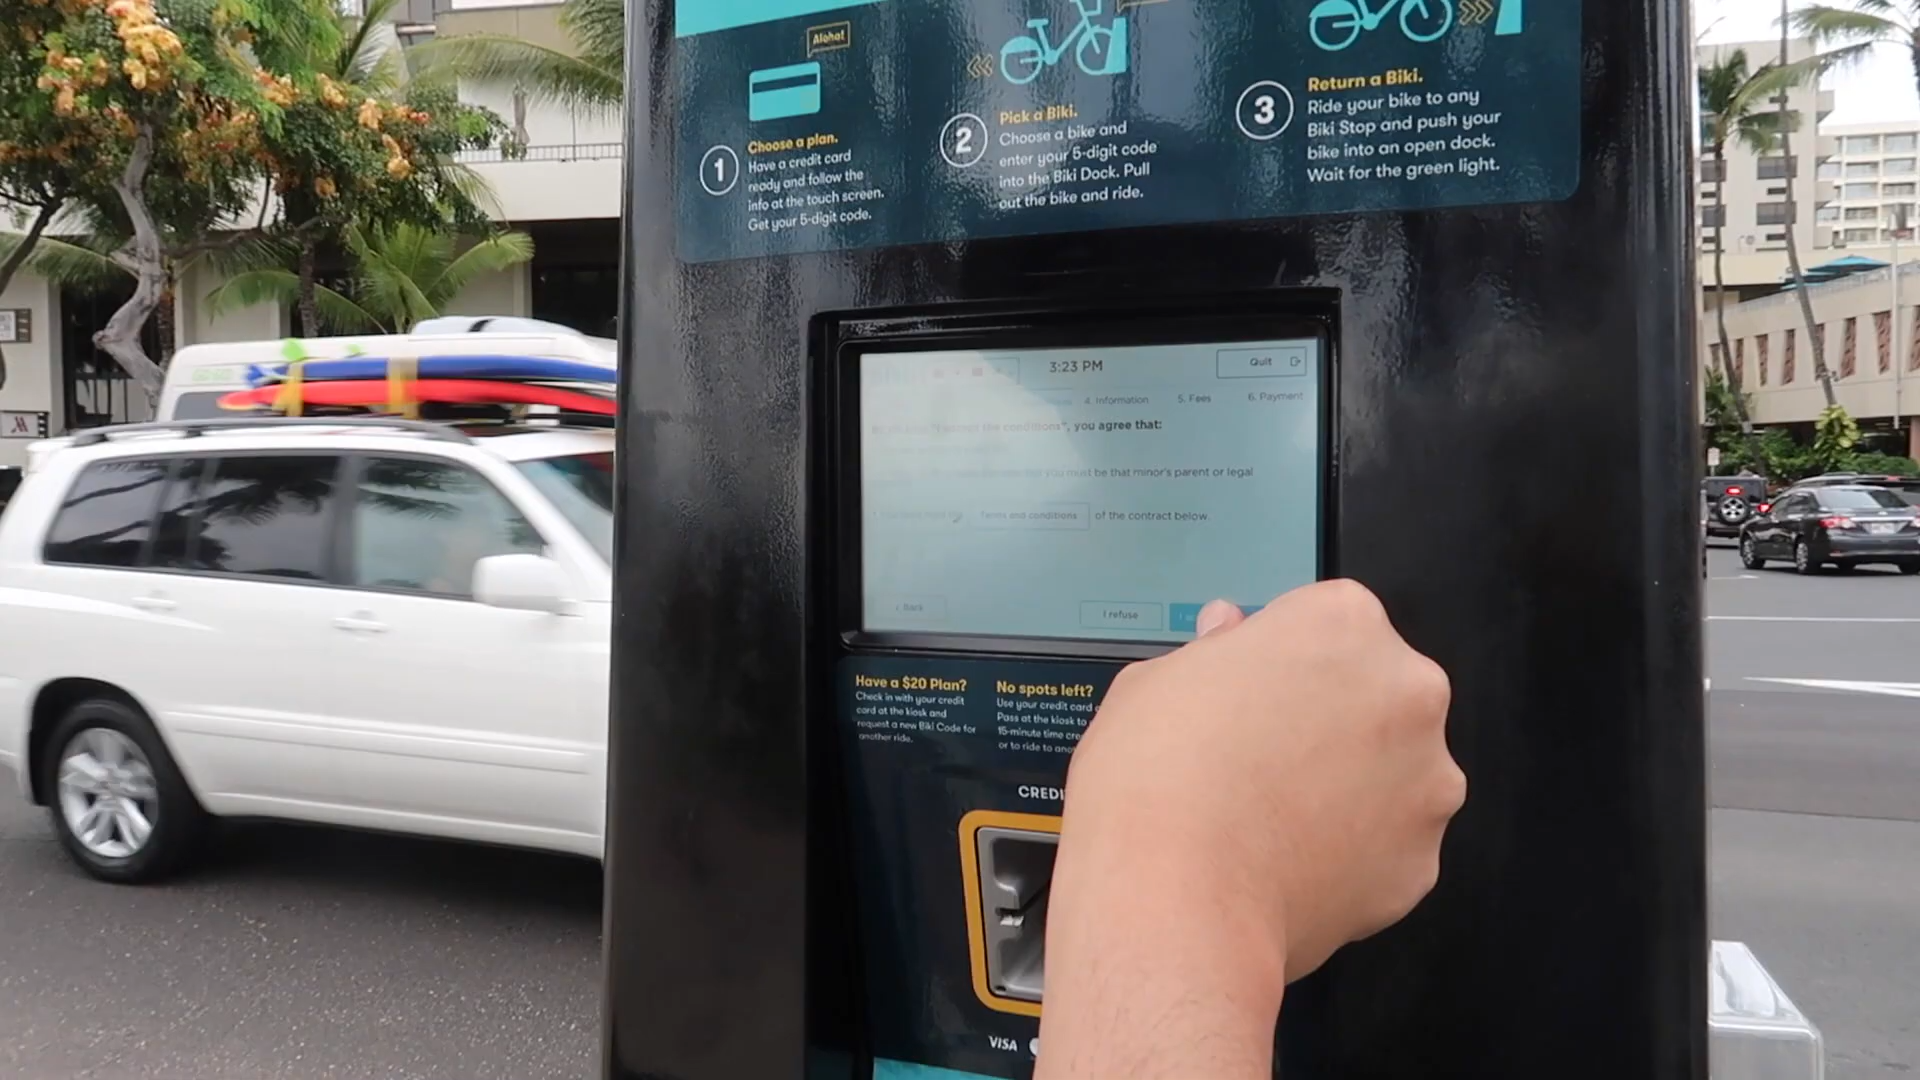 Aloha!
1
Choose a plan.
Have a credit card
ready and follow the
info at the touch screen.
Get your 5-digit code.
2
Pick a Biki.
Choose a bike and
enter your 5-digit code
into the Biki Dock. Pull
out the bike and ride.
3
Return a Biki.
Ride your bike to any
Biki Stop and push your
bike into an open dock.
Wait for the green light.
3:23 PM
Quit
4. Information
5. Fees
6. Payment
"I accept the conditions", you agree that:
you must be that minor's parent or legal
Terms and conditions
of the contract below.
Back
I refuse
Have a $20 Plan?
Check in with your credit
card at the kiosk and
request a new Biki Code for
another ride.
No spots left?
Use your credit card
Pass at the kiosk to
15-minute time
or to ride to
VISA